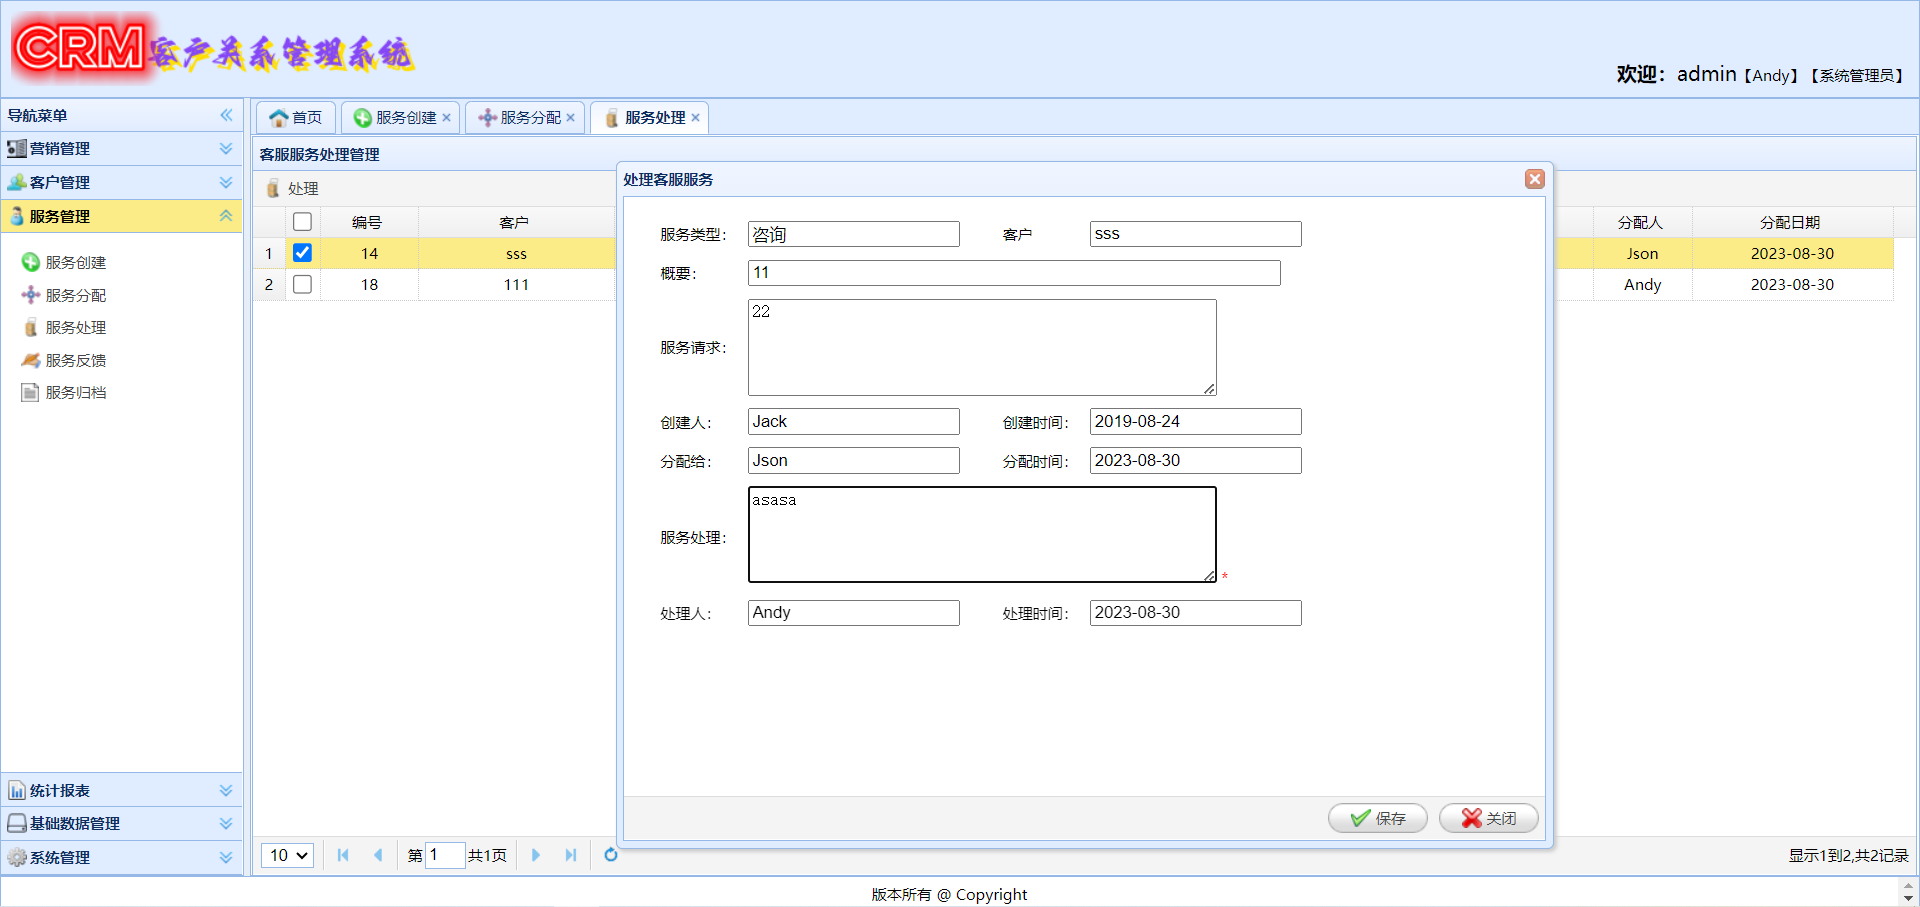 CRM客户关系管理系统
欢迎：admin【Andy】【系统管理员】
导航菜单
营销管理
客户管理
服务管理
服务创建
服务分配
服务处理
服务反馈
服务归档
统计报表
基础数据管理
系统管理
首页 服务创建 服务分配 服务处理
客服服务处理管理
处理
编号 客户 分配人 分配日期
1 14 sss Json 2023-08-30
2 18 111 Andy 2023-08-30
处理客服服务
服务类型： 咨询 客户 sss
概要： 11
服务请求： 22
创建人： Jack 创建时间： 2019-08-24
分配给： Json 分配时间： 2023-08-30
服务处理： asasa *
处理人： Andy 处理时间： 2023-08-30
保存 关闭
10 第 1 共1页 显示1到2,共2记录
版本所有 @ Copyright